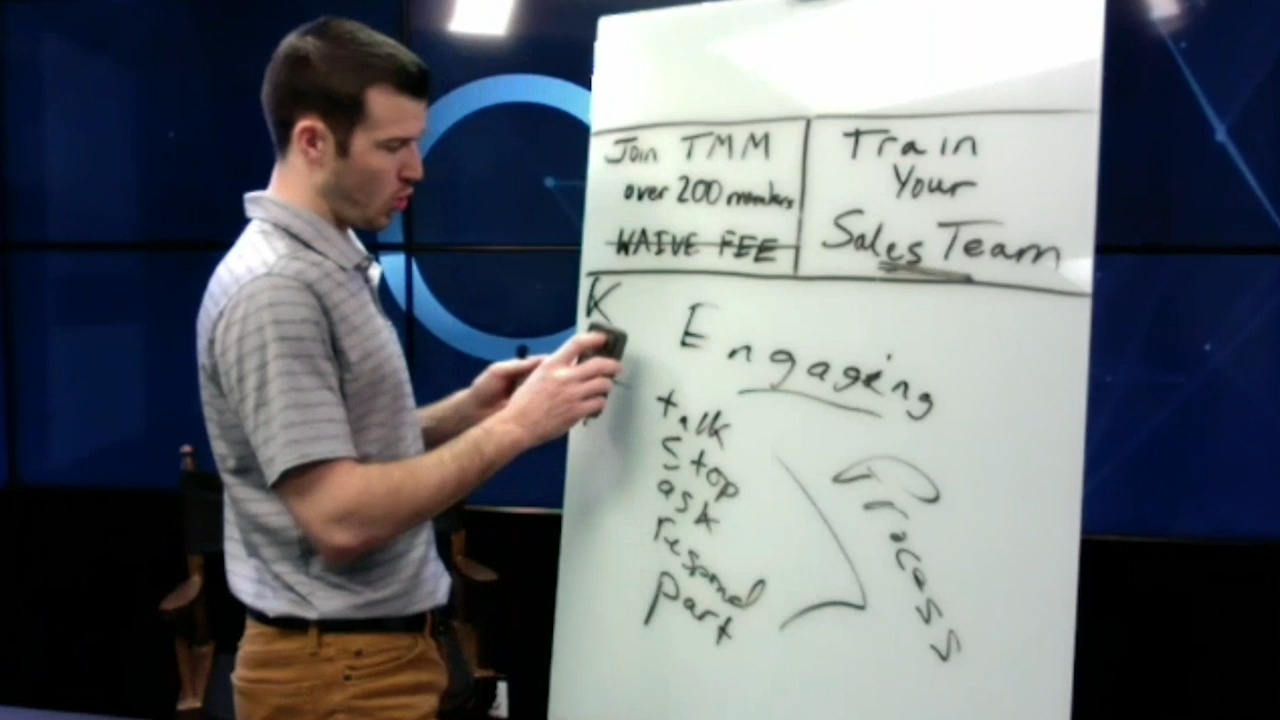 Join TMM
over 200 members
WAIVE FEE
Train
Your
Sales Team
K
Engaging
talk
stop
ask
respond
part
Process